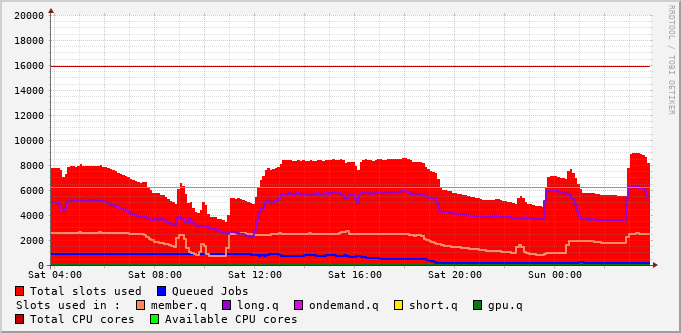 RRDTOOL / TOBI OETIKER
20000
18000
16000
14000
12000
10000
8000
6000
4000
2000
0
Sat 04:00 Sat 08:00 Sat 12:00 Sat 16:00 Sat 20:00 Sun 00:00
Total slots used Queued Jobs
Slots used in : member.q long.q ondemand.q short.q gpu.q
Total CPU cores Available CPU cores